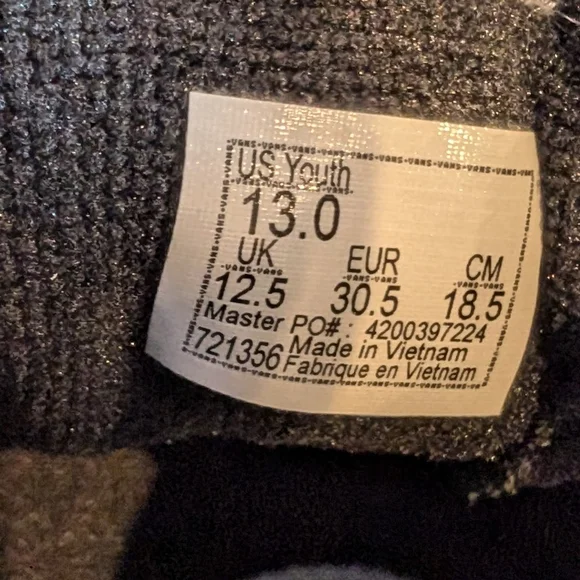 US Youth
13.0
UK EUR CM
12.5 30.5 18.5
Master PO#: 4200397224
721356 Made in Vietnam
Fabrique en Vietnam